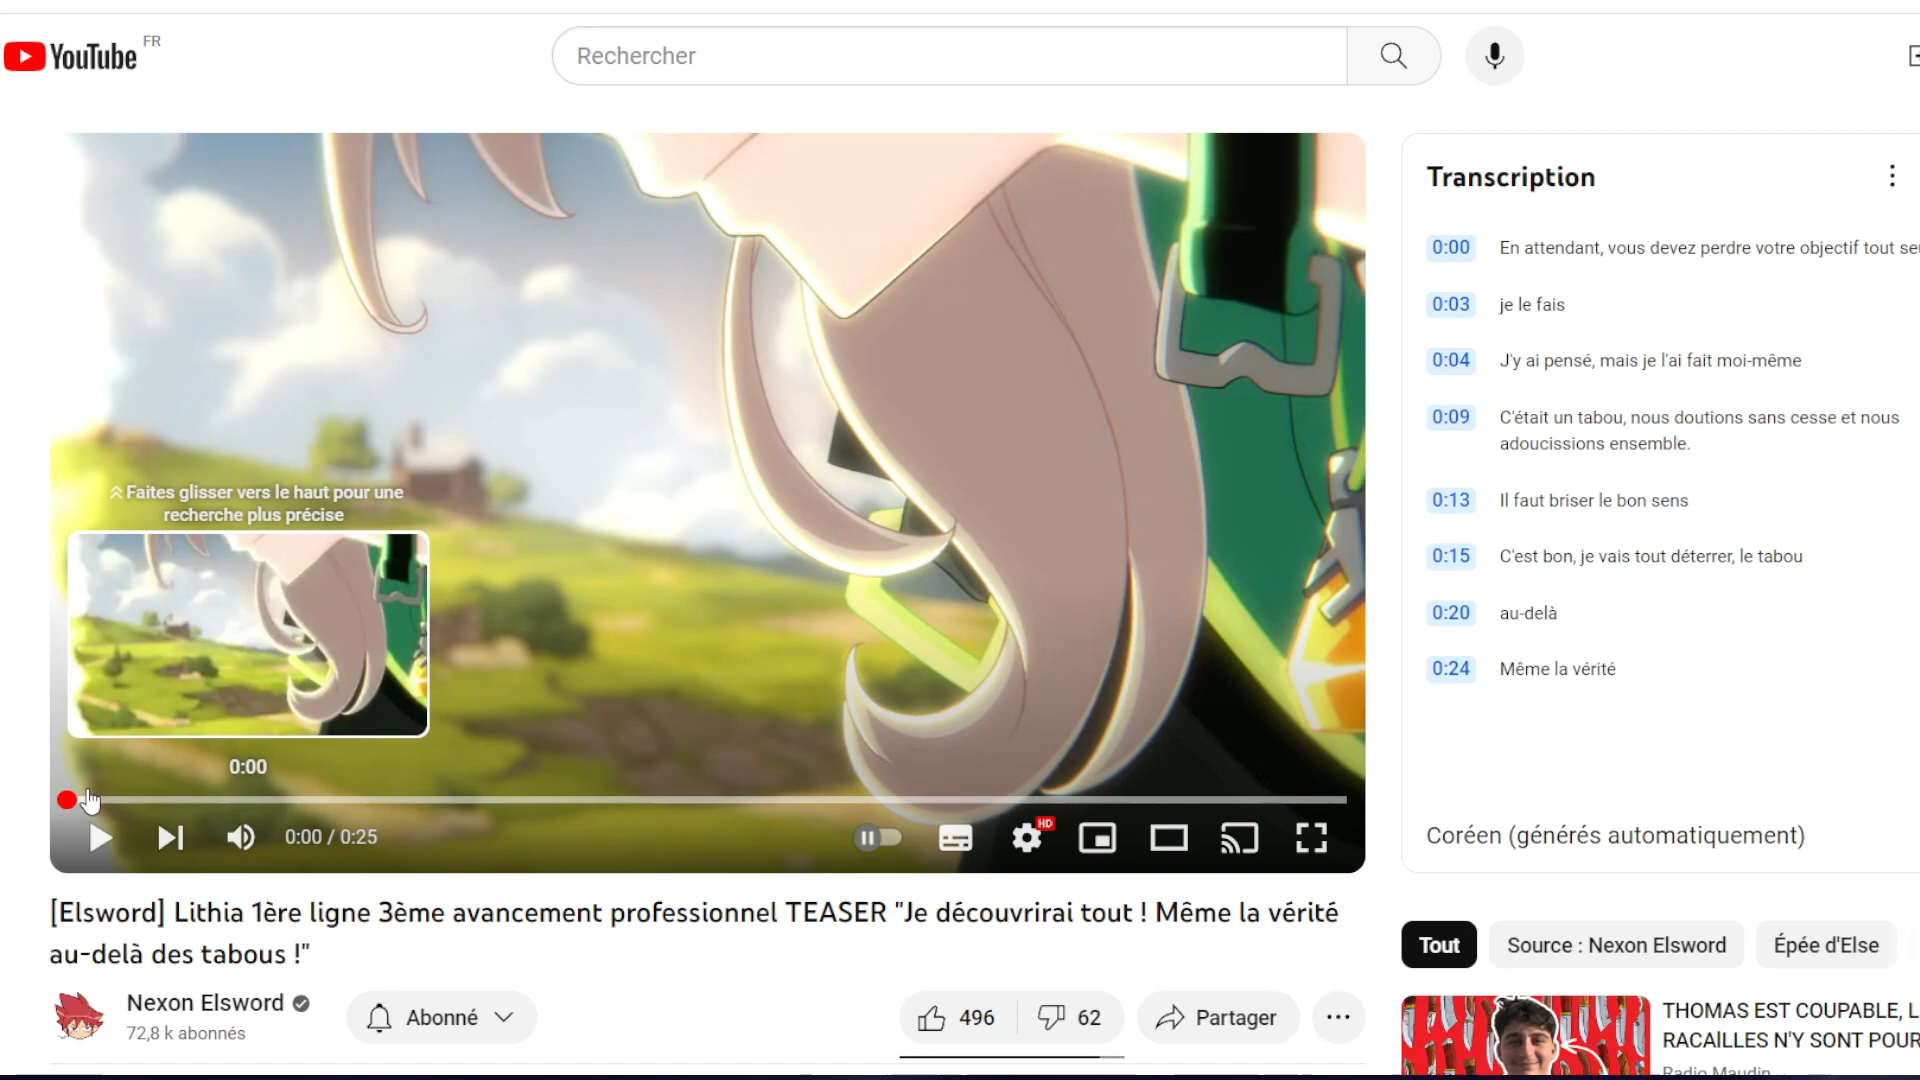 YouTube FR
Rechercher
Transcription
0:00 En attendant, vous devez perdre votre objectif tout
0:03 je le fais
0:04 J'y ai pensé, mais je l'ai fait moi-même
0:09 C'était un tabou, nous doutions sans cesse et nous
adoucissions ensemble.
0:13 Il faut briser le bon sens
0:15 C'est bon, je vais tout déterrer, le tabou
0:20 au-delà
0:24 Même la vérité
Coréen (générés automatiquement)
Faites glisser vers le haut pour une
recherche plus précise
0:00
0:00 / 0:25
HD
[Elsword] Lithia 1ère ligne 3ème avancement professionnel TEASER "Je découvrirai tout ! Même la vérité
au-delà des tabous !"
Nexon Elsword
72,8 k abonnés
Abonné
496
62
Partager
Tout
Source : Nexon Elsword
Épée d'Else
THOMAS EST COUPABLE,
RACAILLES N'Y SONT POUR
Radio Maudin